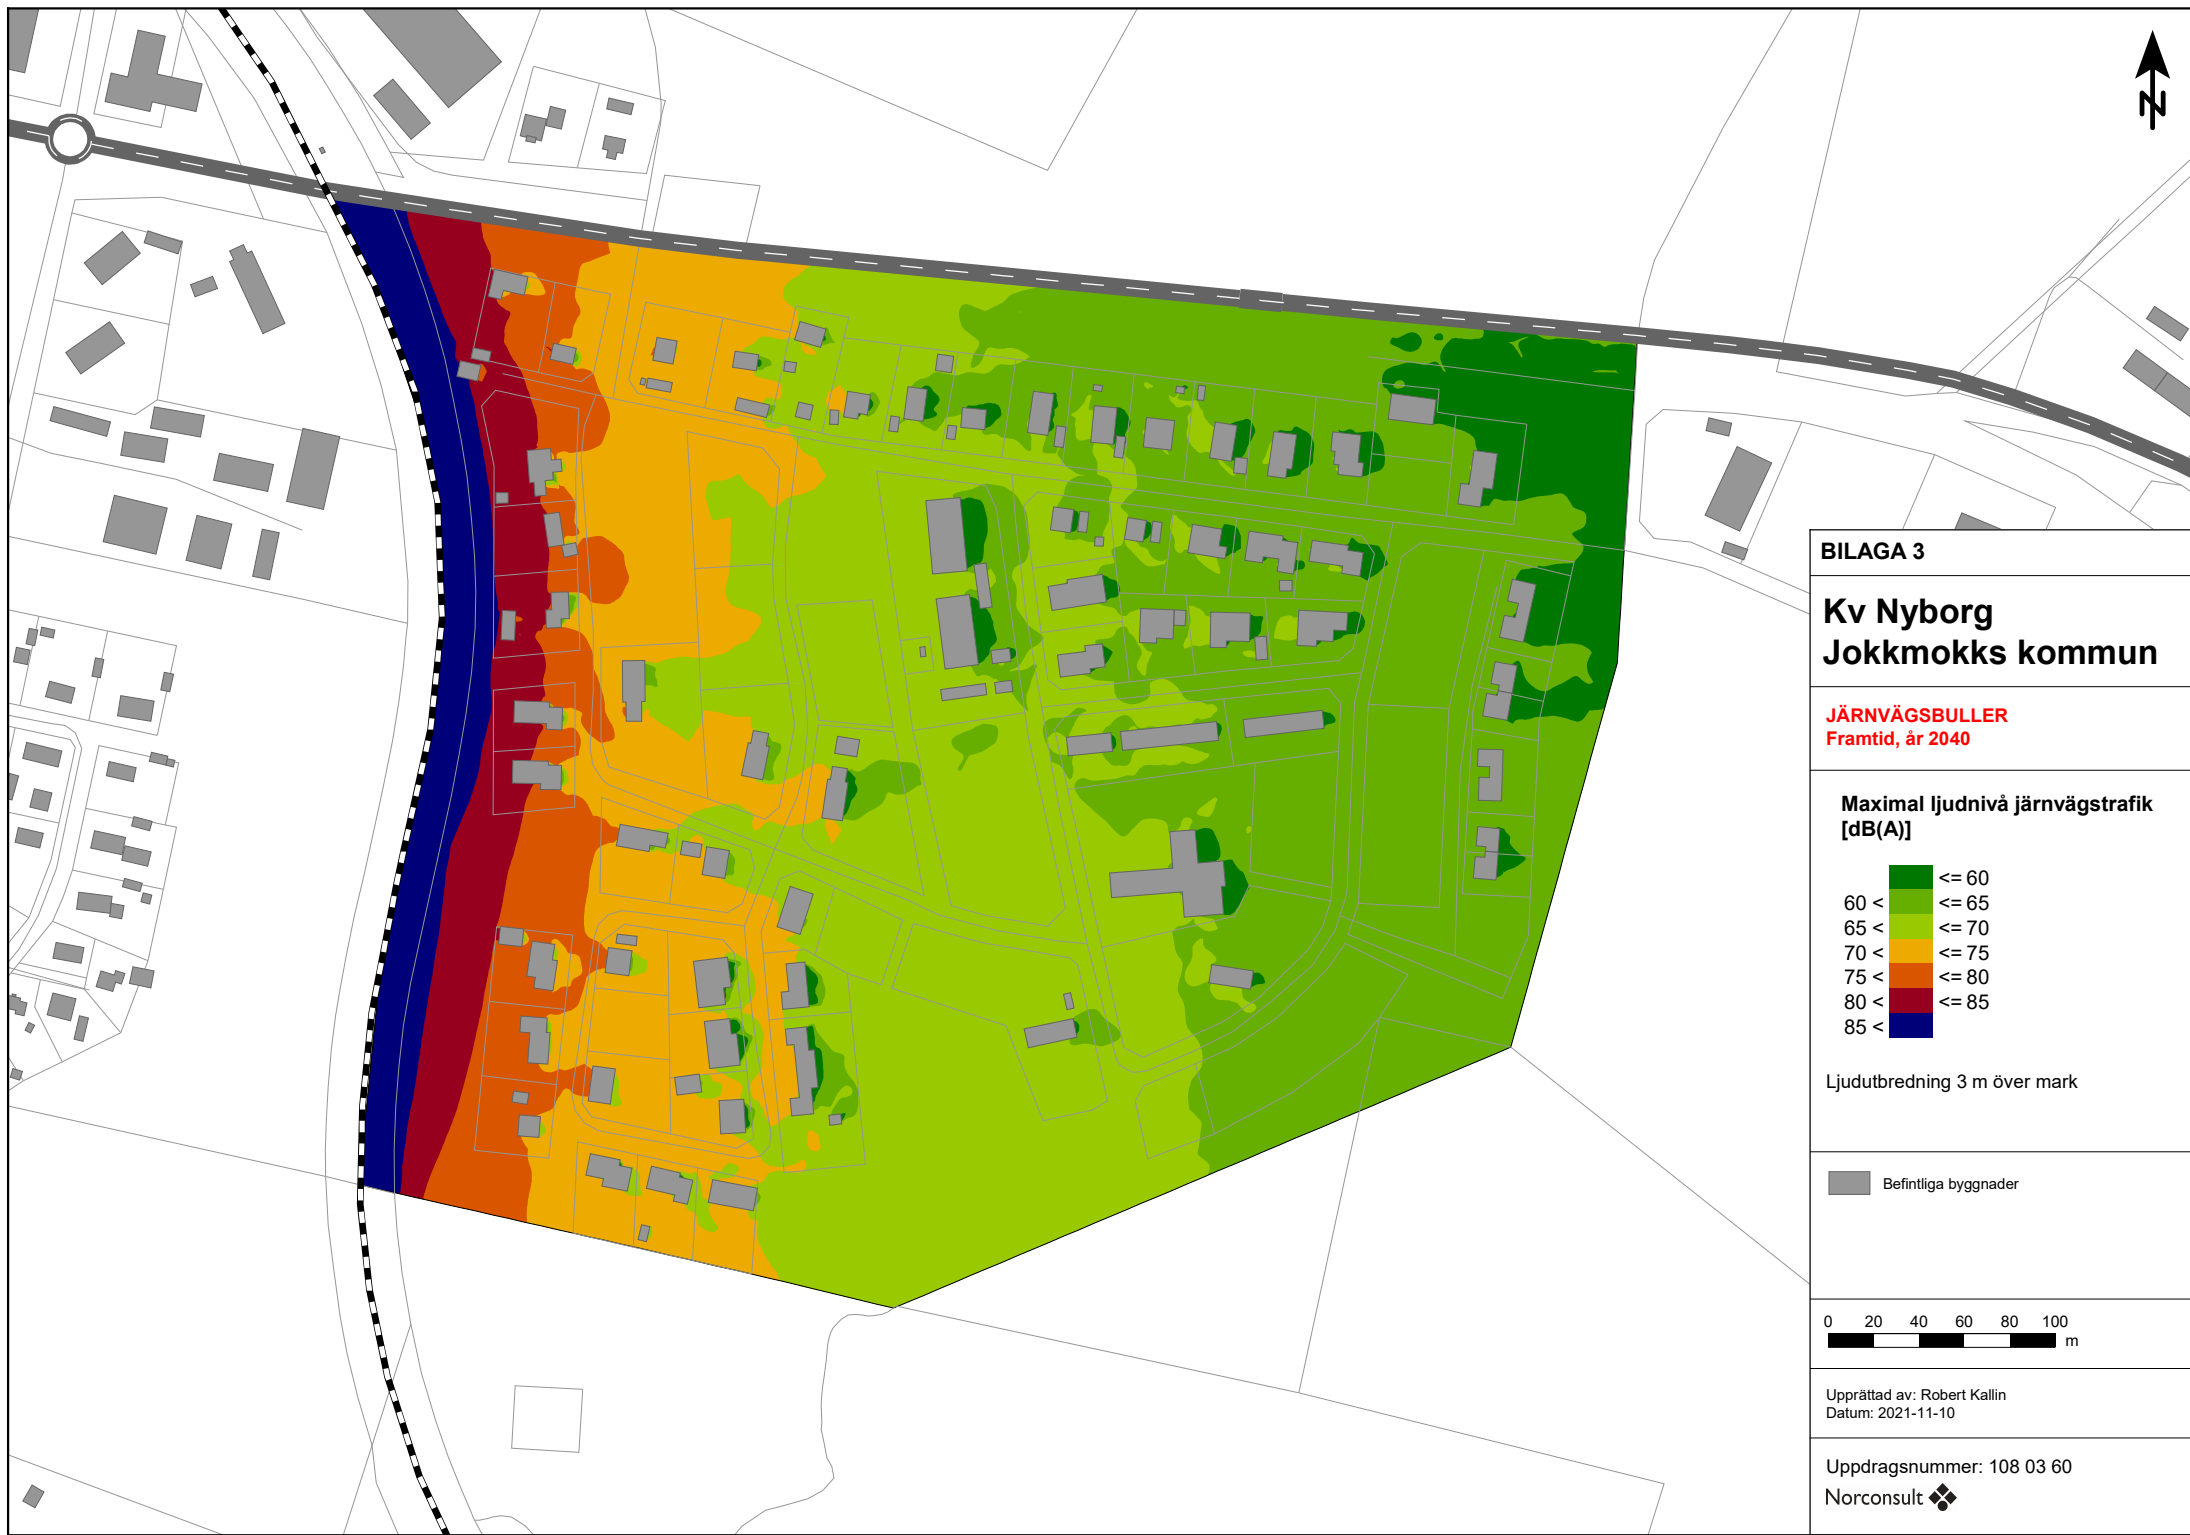 N
BILAGA 3
Kv Nyborg
Jokkmokks kommun
JÄRNVÄGSBULLER
Framtid, år 2040
Maximal ljudnivå järnvägstrafik
[dB(A)]
<= 60
60 < <= 65
65 < <= 70
70 < <= 75
75 < <= 80
80 < <= 85
85 <
Ljudutbredning 3 m över mark
Befintliga byggnader
0 20 40 60 80 100
m
Upprättad av: Robert Kallin
Datum: 2021-11-10
Uppdragsnummer: 108 03 60
Norconsult